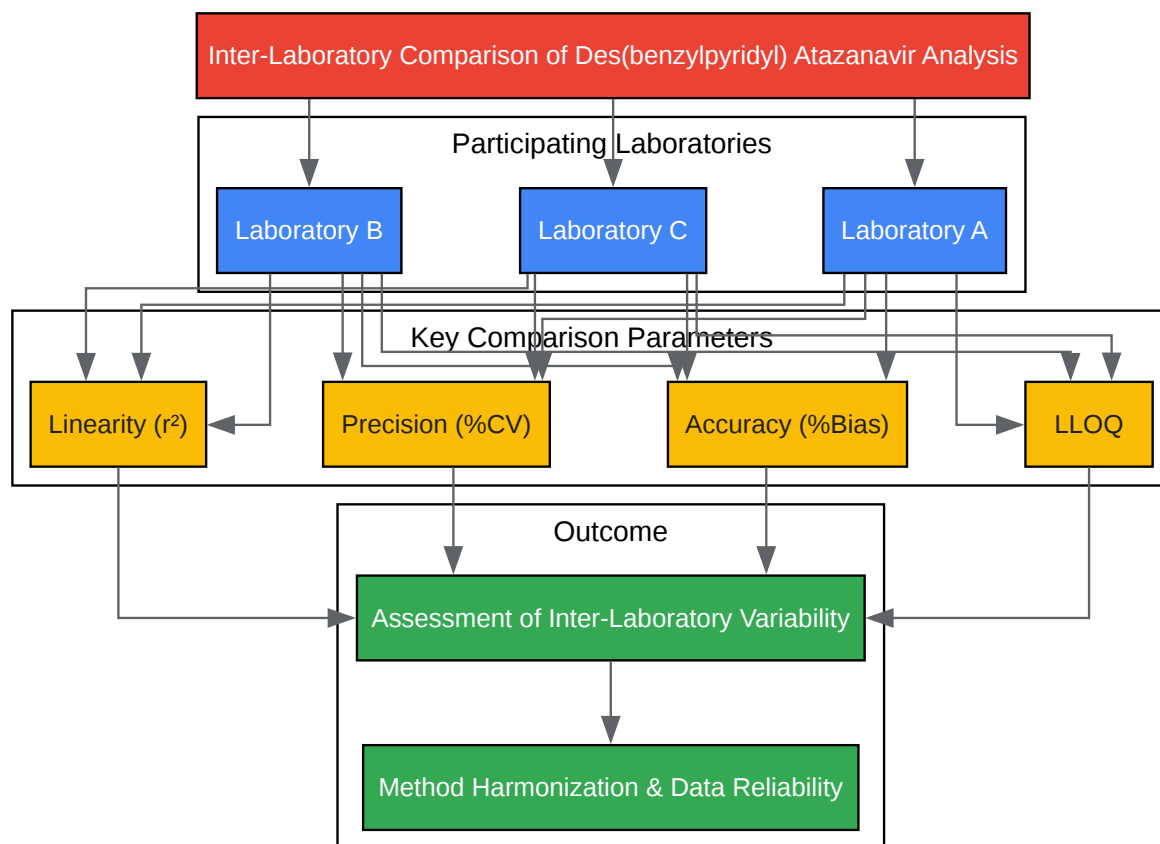 Inter-Laboratory Comparison of Des(benzylpyridyl) Atazanavir Analysis
Participating Laboratories
Laboratory B
Laboratory C
Laboratory A
Key Comparison Parameters
Linearity (r²)
Precision (%CV)
Accuracy (%Bias)
LLOQ
Outcome
Assessment of Inter-Laboratory Variability
Method Harmonization & Data Reliability